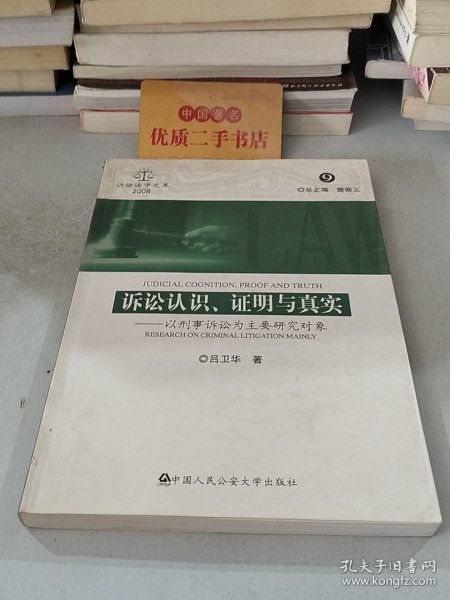 中国著名
优质二手书店
诉讼法学文库
2008
9
◎总主编 樊崇义
LAW
JUDICIAL COGNITION, PROOF AND TRUTH
诉讼认识、证明与真实
——以刑事诉讼为主要研究对象
RESEARCH ON CRIMINAL LITIGATION MAINLY
◎吕卫华 著
中国人民公安大学出版社
孔夫子旧书网
www.kongfz.com